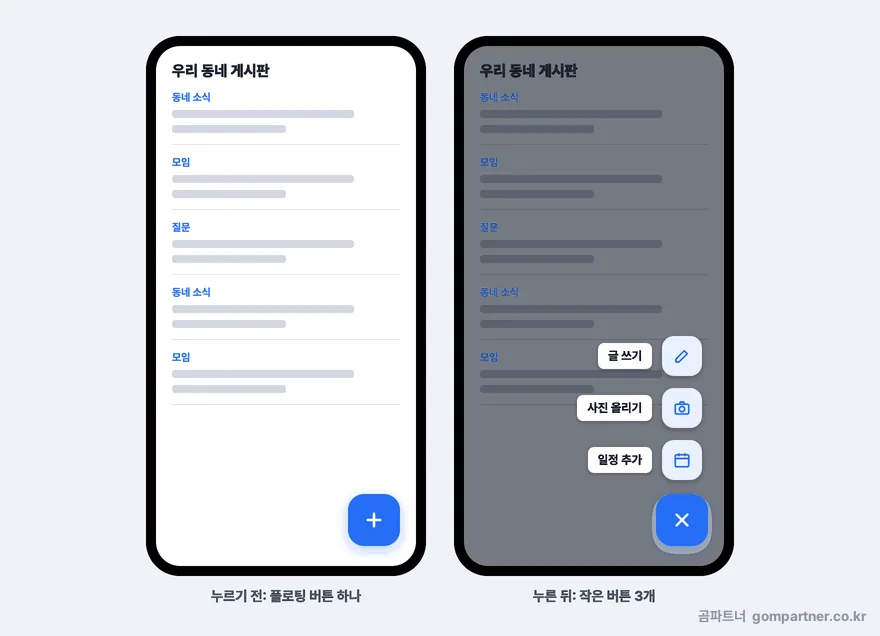 우리 동네 게시판
동네 소식
모임
질문
동네 소식
모임
누르기 전: 플로팅 버튼 하나
우리 동네 게시판
동네 소식
모임
질문
동네 소식
모임
글 쓰기
사진 올리기
일정 추가
누른 뒤: 작은 버튼 3개
곰파트너 gompartner.co.kr